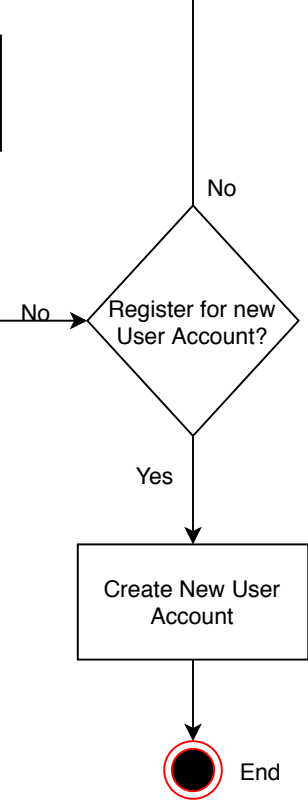 No
No
Register for new
User Account?
Yes
Create New User
Account
End